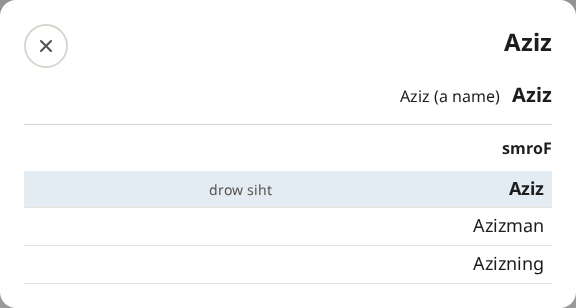 Aziz
Aziz Aziz (a name)
smroF
Aziz drow siht
Azizman
Azizning